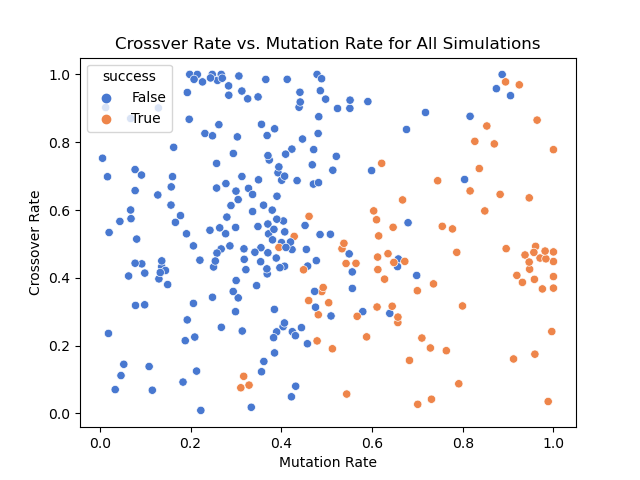 Crossver Rate vs. Mutation Rate for All Simulations
success
False
True
Crossover Rate
1.0
0.8
0.6
0.4
0.2
0.0
0.0 0.2 0.4 0.6 0.8 1.0
Mutation Rate